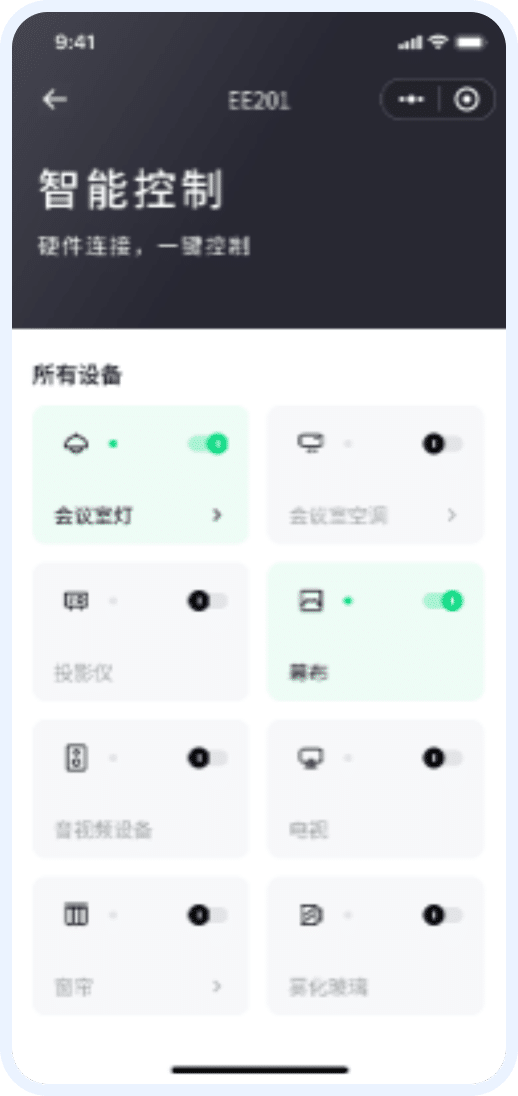 9:41
EE201
智能控制
硬件连接，一键控制
所有设备
会议室灯
会议室空调
投影仪
幕布
音视频设备
电视
窗帘
雾化玻璃